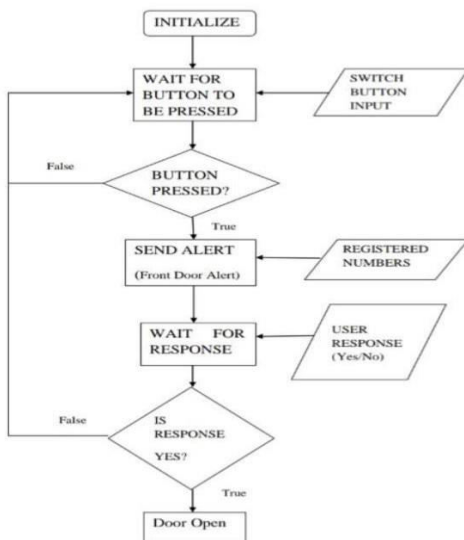 INITIALIZE
WAIT FOR
BUTTON TO
BE PRESSED
SWITCH
BUTTON
INPUT
False
BUTTON
PRESSED?
True
SEND ALERT
(Front Door Alert)
REGISTERED
NUMBERS
WAIT FOR
RESPONSE
USER
RESPONSE
(Yes/No)
False
IS
RESPONSE
YES?
True
Door Open